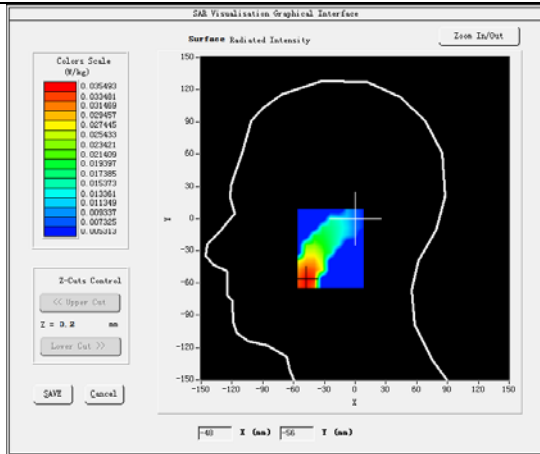 SAR Visualisation Graphical Interface
Surface Radiated Intensity
Zoom In/Out
Colors Scale
(W/kg)
0.035493
0.033481
0.031469
0.029457
0.027445
0.025433
0.023421
0.021409
0.019397
0.017385
0.015373
0.013361
0.011349
0.009337
0.007325
0.005313
Z-Cuts Control
<< Upper Cut
Z = 0.2 mm
Lower Cut >>
SAVE Cancel
150
120
90
60
30
0
-30
-60
-90
-120
-150
Y
-150 -120 -90 -60 -30 0 30 60 90 120 150
X
-48 X (mm) -56 Y (mm)